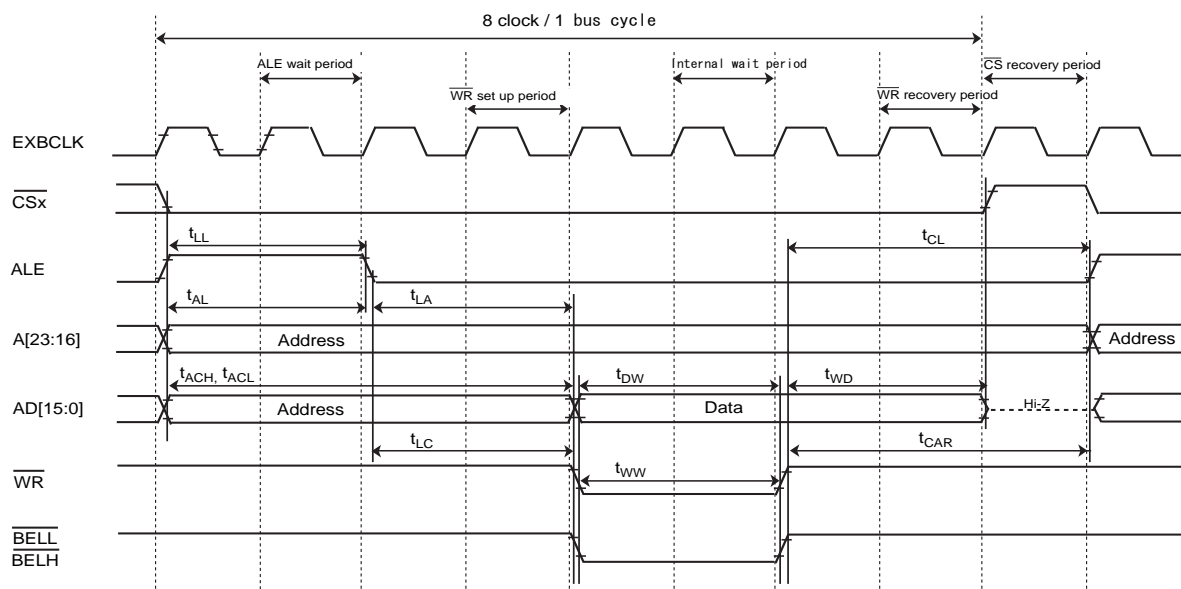 8 clock / 1 bus cycle
ALE wait period
Internal wait period
CS recovery period
WR set up period
WR recovery period
EXBCLK
CSx
tLL
tCL
ALE
tAL
tLA
A[23:16]
Address
Address
tACH, tACL
tDW
tWD
AD[15:0]
Address
Data
Hi-Z
tLC
tCAR
WR
tWW
BELL
BELH